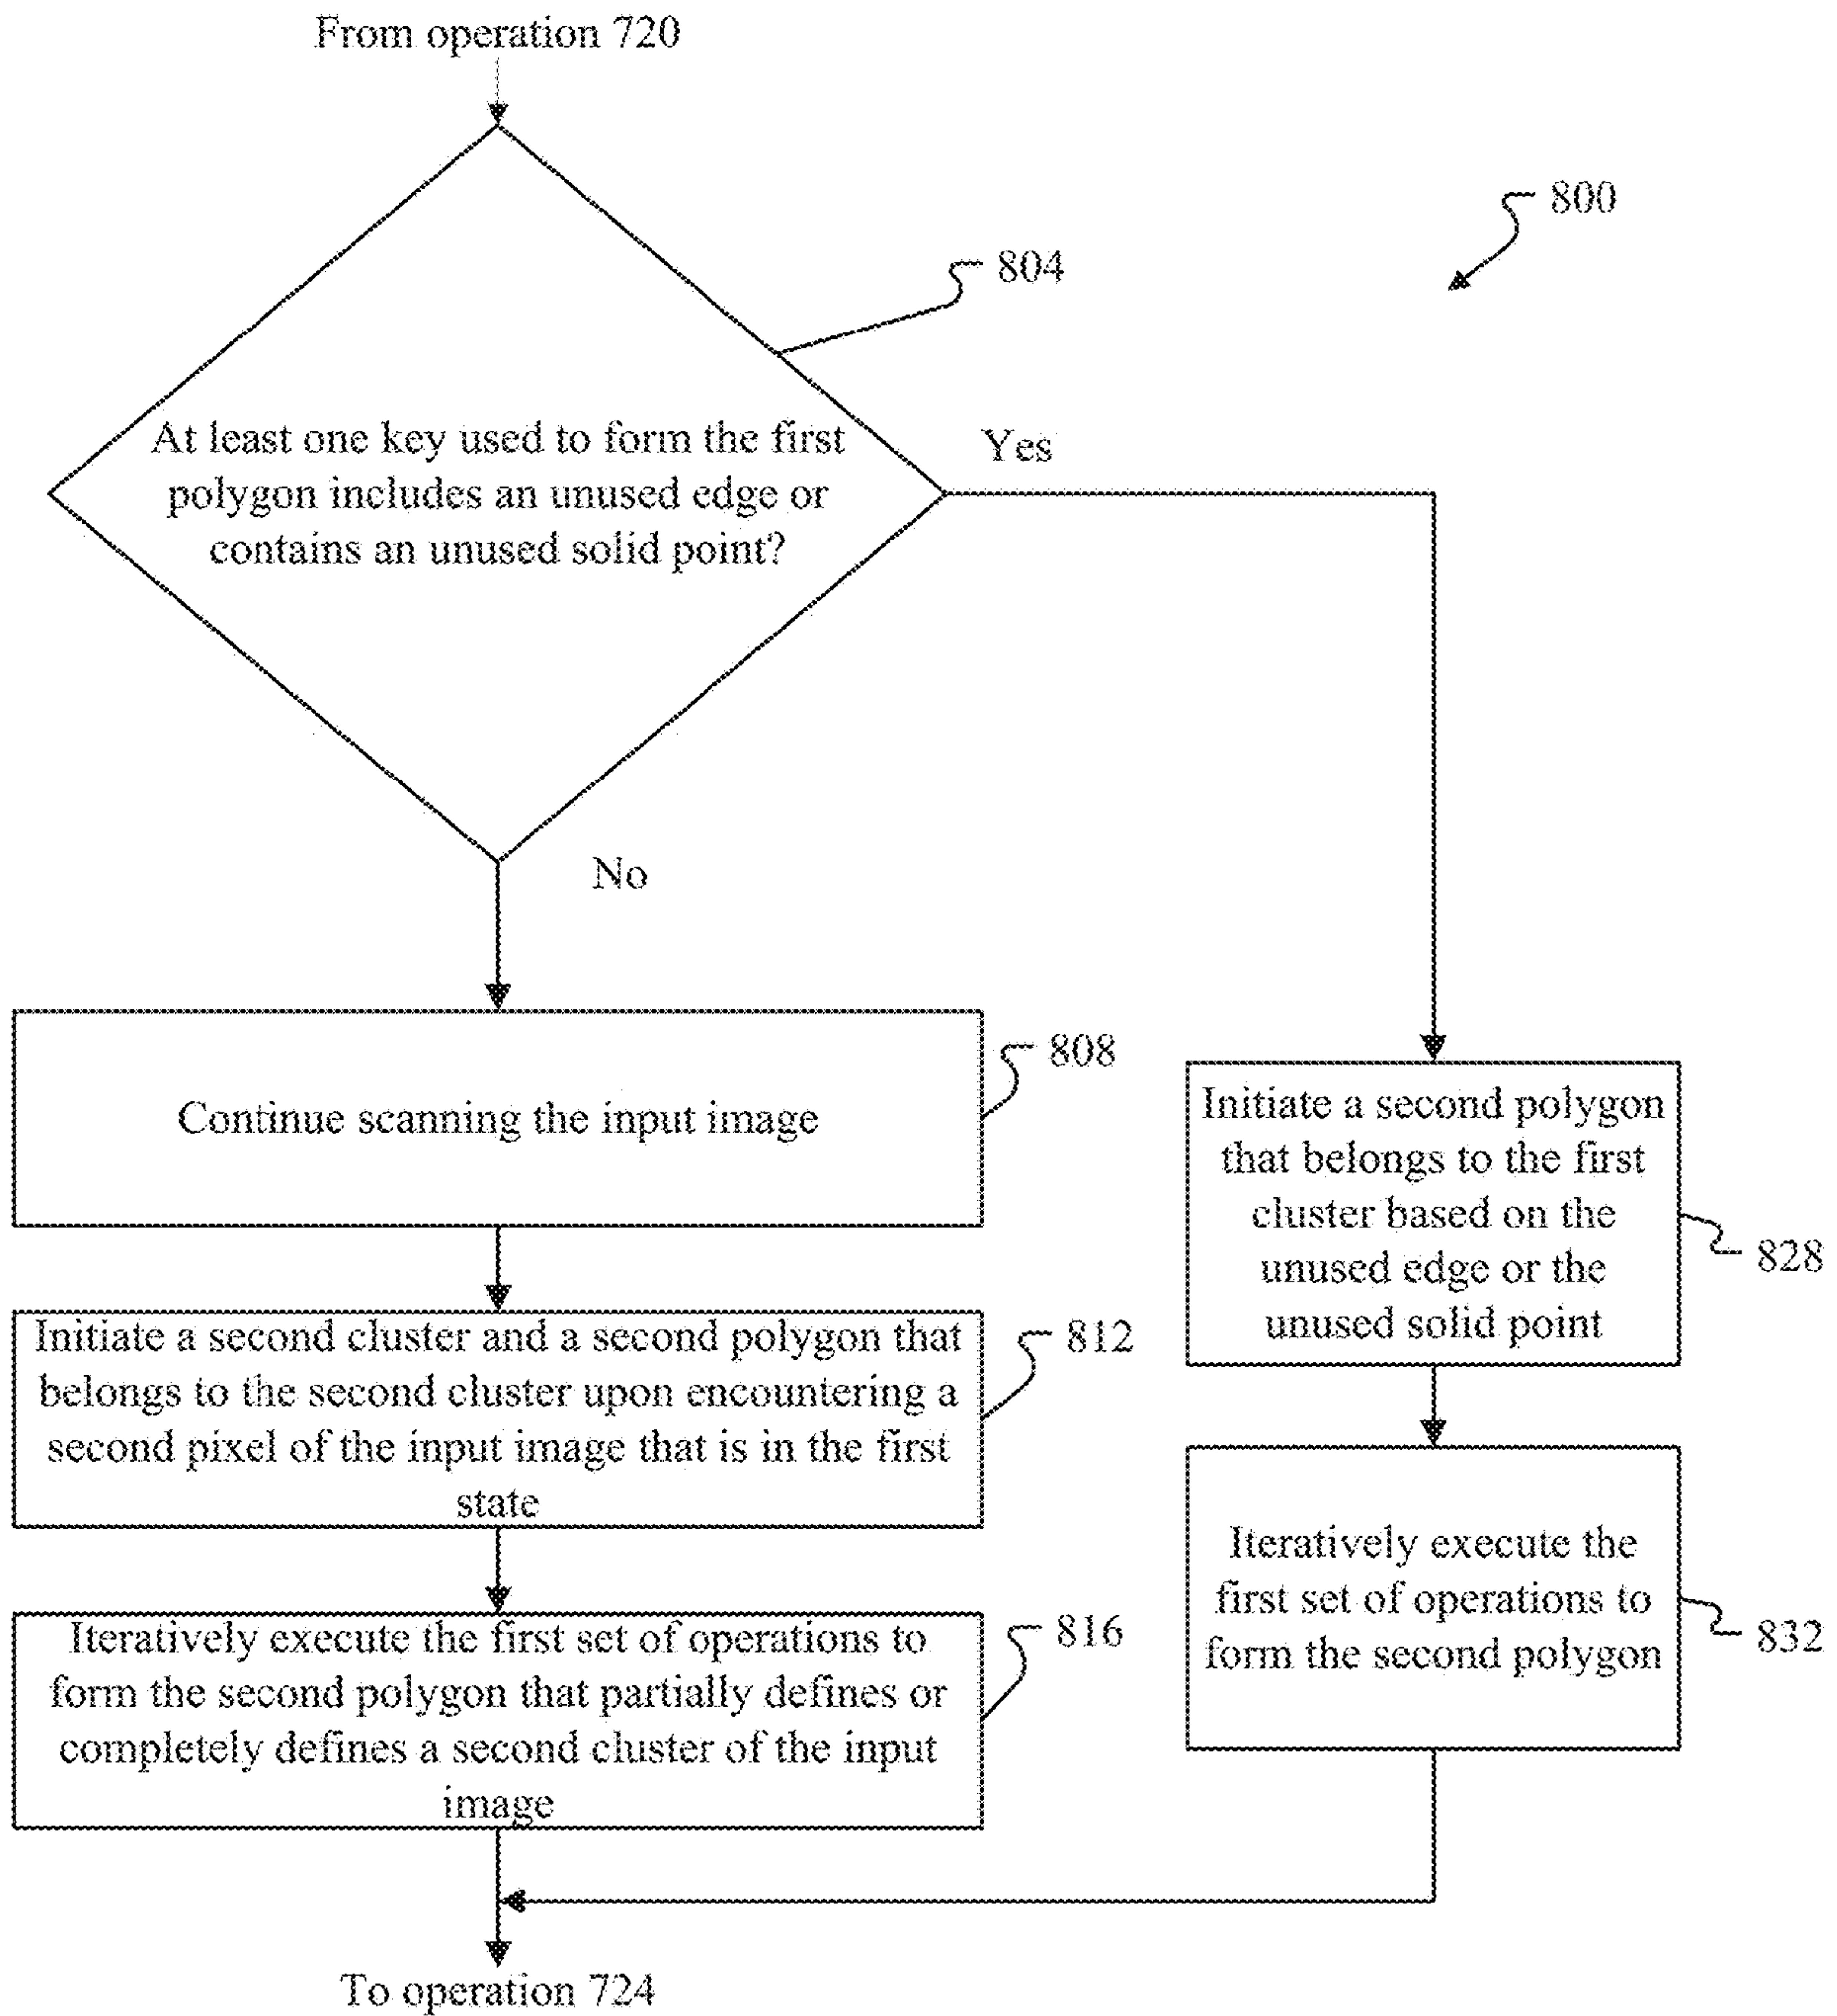 From operation 720
800
804
At least one key used to form the first
polygon includes an unused edge or
contains an unused solid point?
Yes
No
808
Continue scanning the input image
Initiate a second polygon
that belongs to the first
cluster based on the
unused edge or the
unused solid point
828
Initiate a second cluster and a second polygon that
belongs to the second cluster upon encountering a
second pixel of the input image that is in the first
state
812
Iteratively execute the
first set of operations to
form the second polygon
832
Iteratively execute the first set of operations to
form the second polygon that partially defines or
completely defines a second cluster of the input
image
816
To operation 724